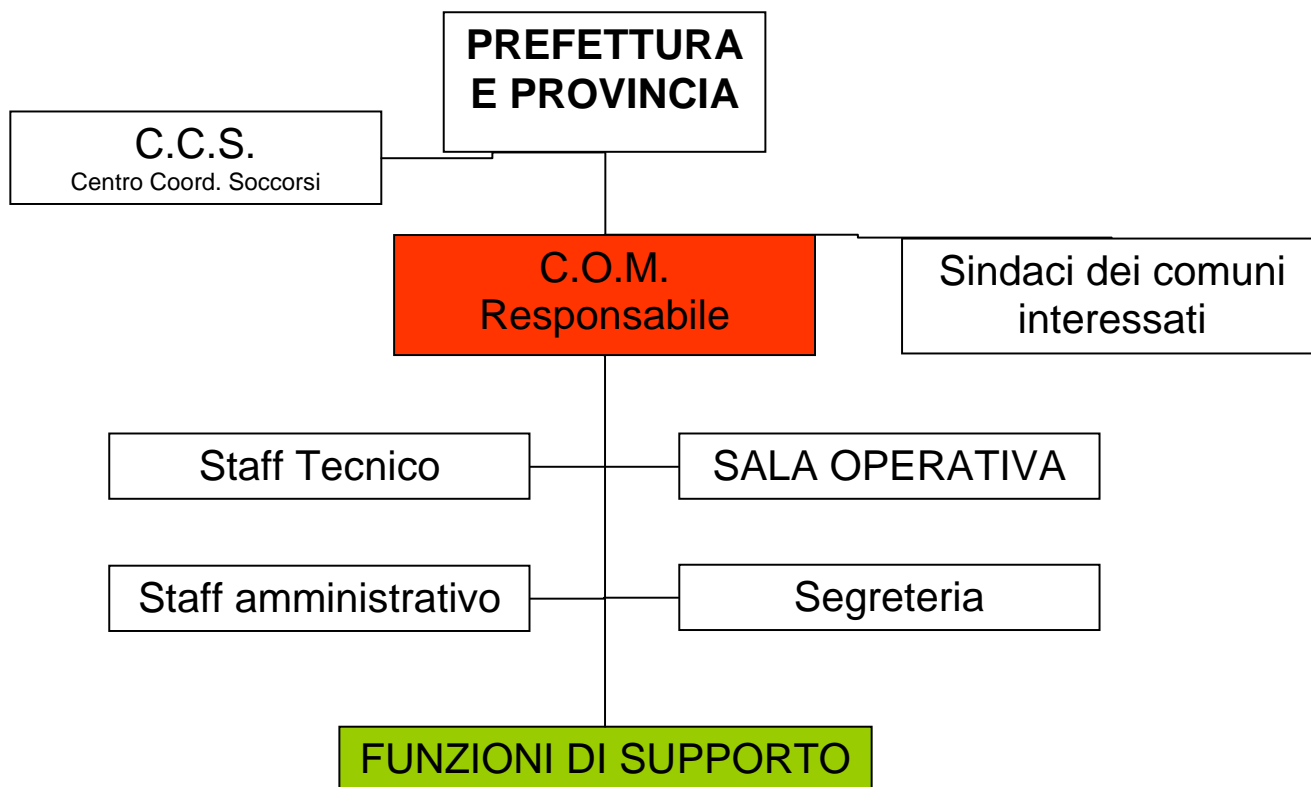 PREFETTURA
E PROVINCIA
C.C.S.
Centro Coord. Soccorsi
C.O.M.
Responsabile
Sindaci dei comuni
interessati
Staff Tecnico
SALA OPERATIVA
Staff amministrativo
Segreteria
FUNZIONI DI SUPPORTO